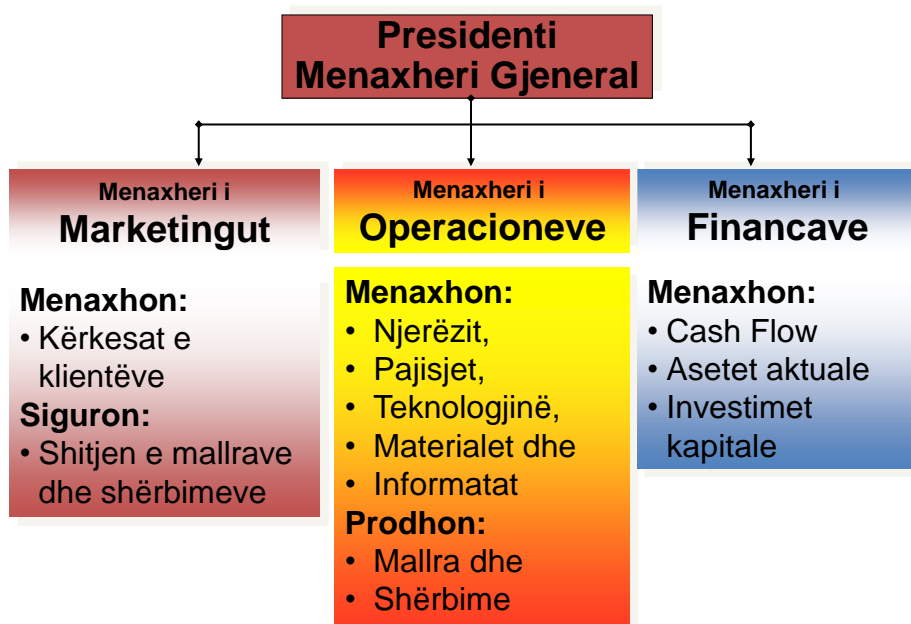 Presidenti
Menaxheri Gjeneral
Menaxheri i
Marketingut
Menaxhon:
• Kërkesat e
klientëve
Siguron:
• Shitjen e mallrave
dhe shërbimeve
Menaxheri i
Operacioneve
Menaxhon:
• Njerëzit,
• Pajisjet,
• Teknologjinë,
• Materialet dhe
• Informatat
Prodhon:
• Mallra dhe
• Shërbime
Menaxheri i
Financave
Menaxhon:
• Cash Flow
• Asetet aktuale
• Investimet
kapitale